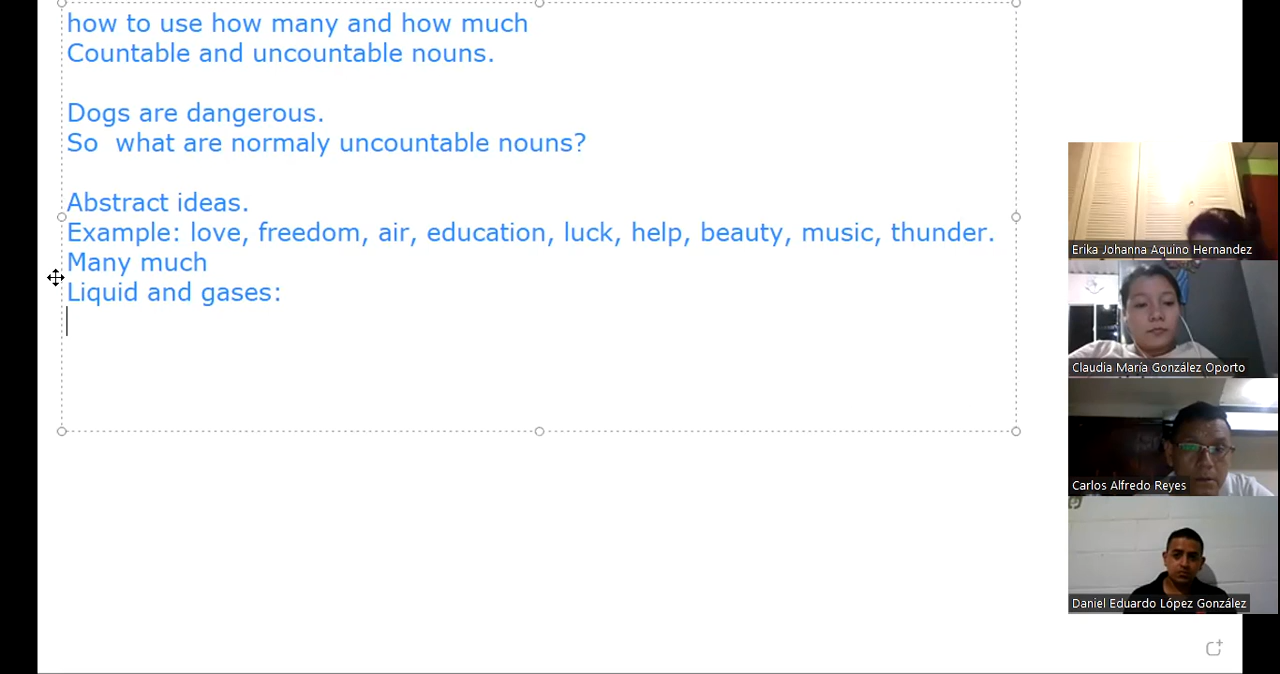 how to use how many and how much
Countable and uncountable nouns.
Dogs are dangerous.
So  what are normaly uncountable nouns?
Abstract ideas.
Example: love, freedom, air, education, luck, help, beauty, music, thunder.
Many much
Liquid and gases:
Erika Johanna Aquino Hernandez
Claudia María González Oporto
Carlos Alfredo Reyes
Daniel Eduardo López González